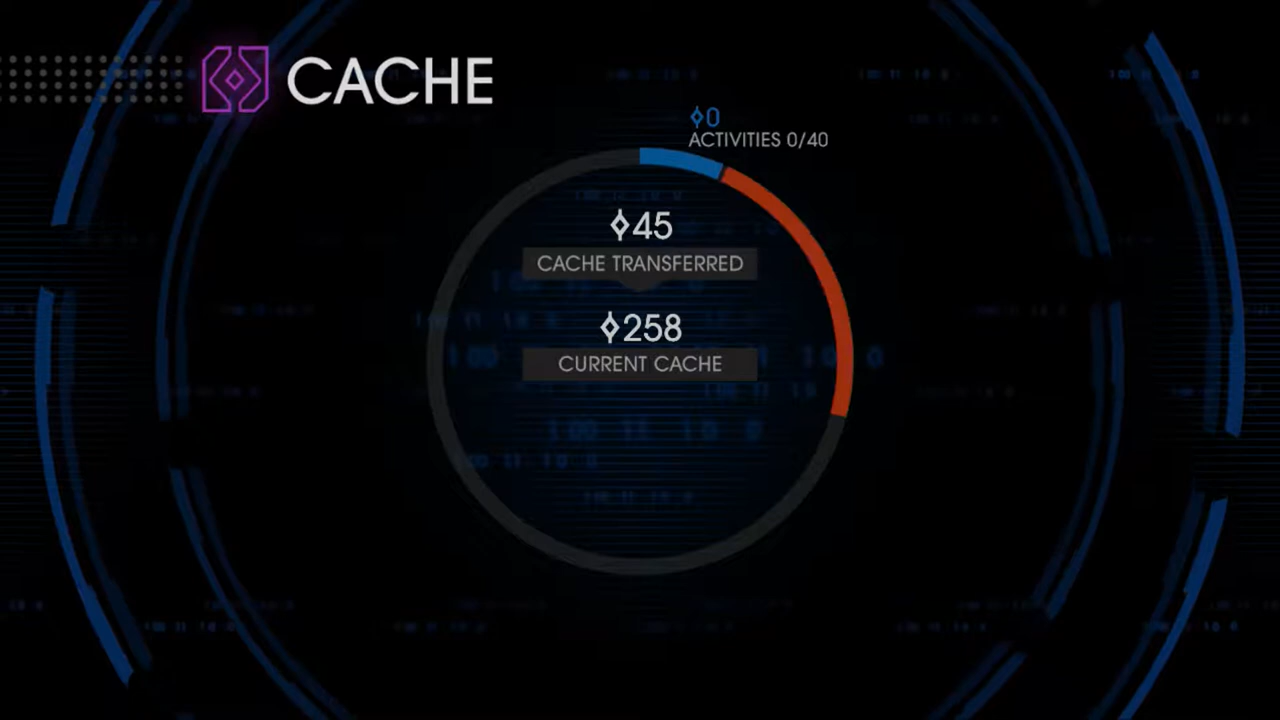 CACHE
0
ACTIVITIES 0/40
45
CACHE TRANSFERRED
258
CURRENT CACHE